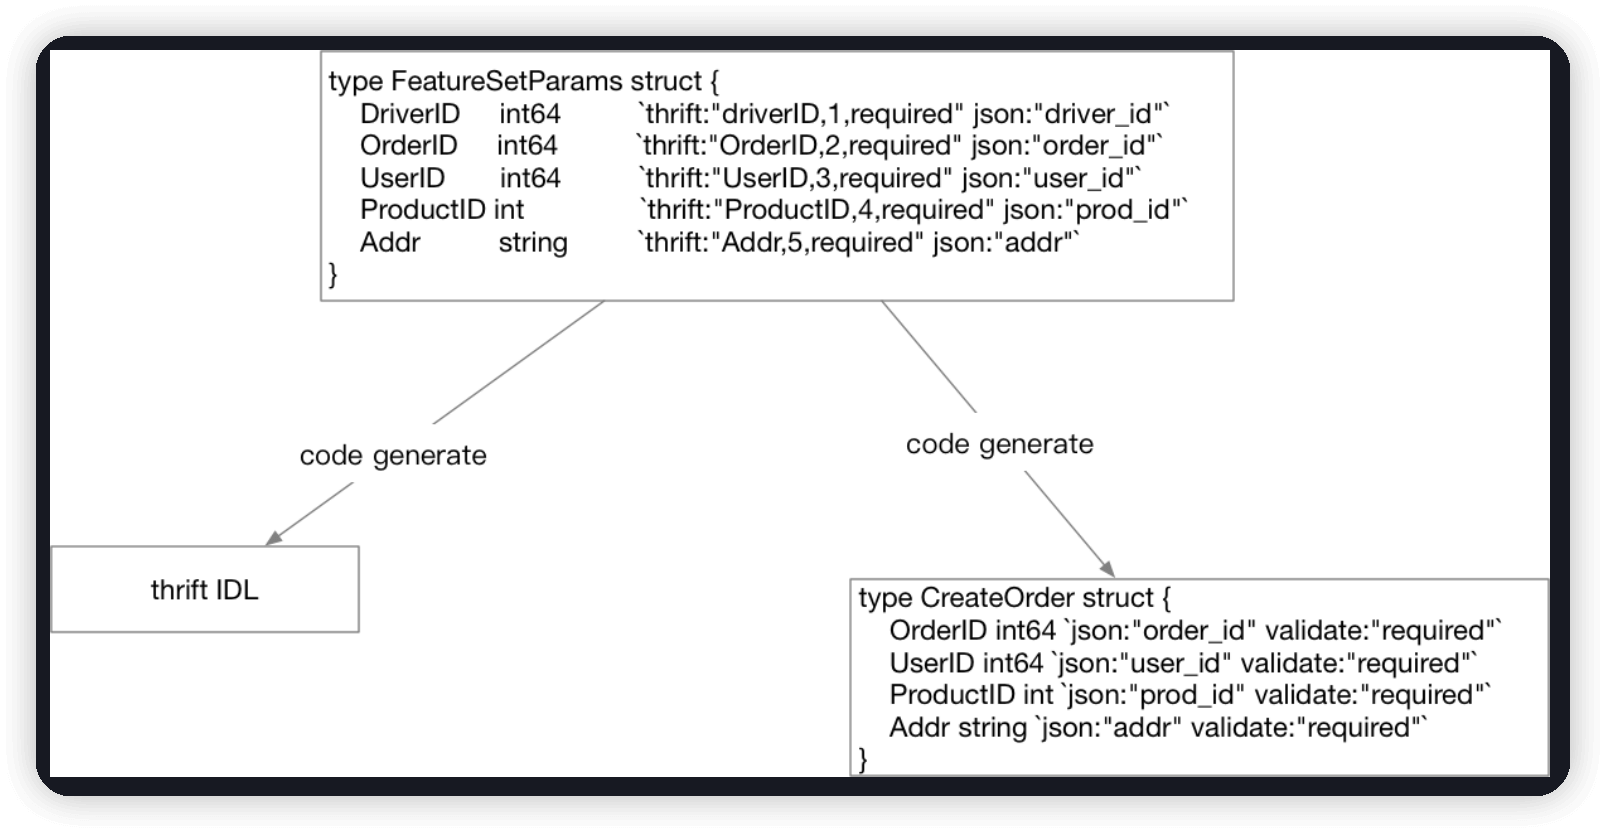 type FeatureSetParams struct {
DriverID int64 `thrift:"driverID,1,required" json:"driver_id"`
OrderID int64 `thrift:"OrderID,2,required" json:"order_id"`
UserID int64 `thrift:"UserID,3,required" json:"user_id"`
ProductID int `thrift:"ProductID,4,required" json:"prod_id"`
Addr string `thrift:"Addr,5,required" json:"addr"`
}
code generate
code generate
thrift IDL
type CreateOrder struct {
OrderID int64 `json:"order_id" validate:"required"`
UserID int64 `json:"user_id" validate:"required"`
ProductID int `json:"prod_id" validate:"required"`
Addr string `json:"addr" validate:"required"`
}